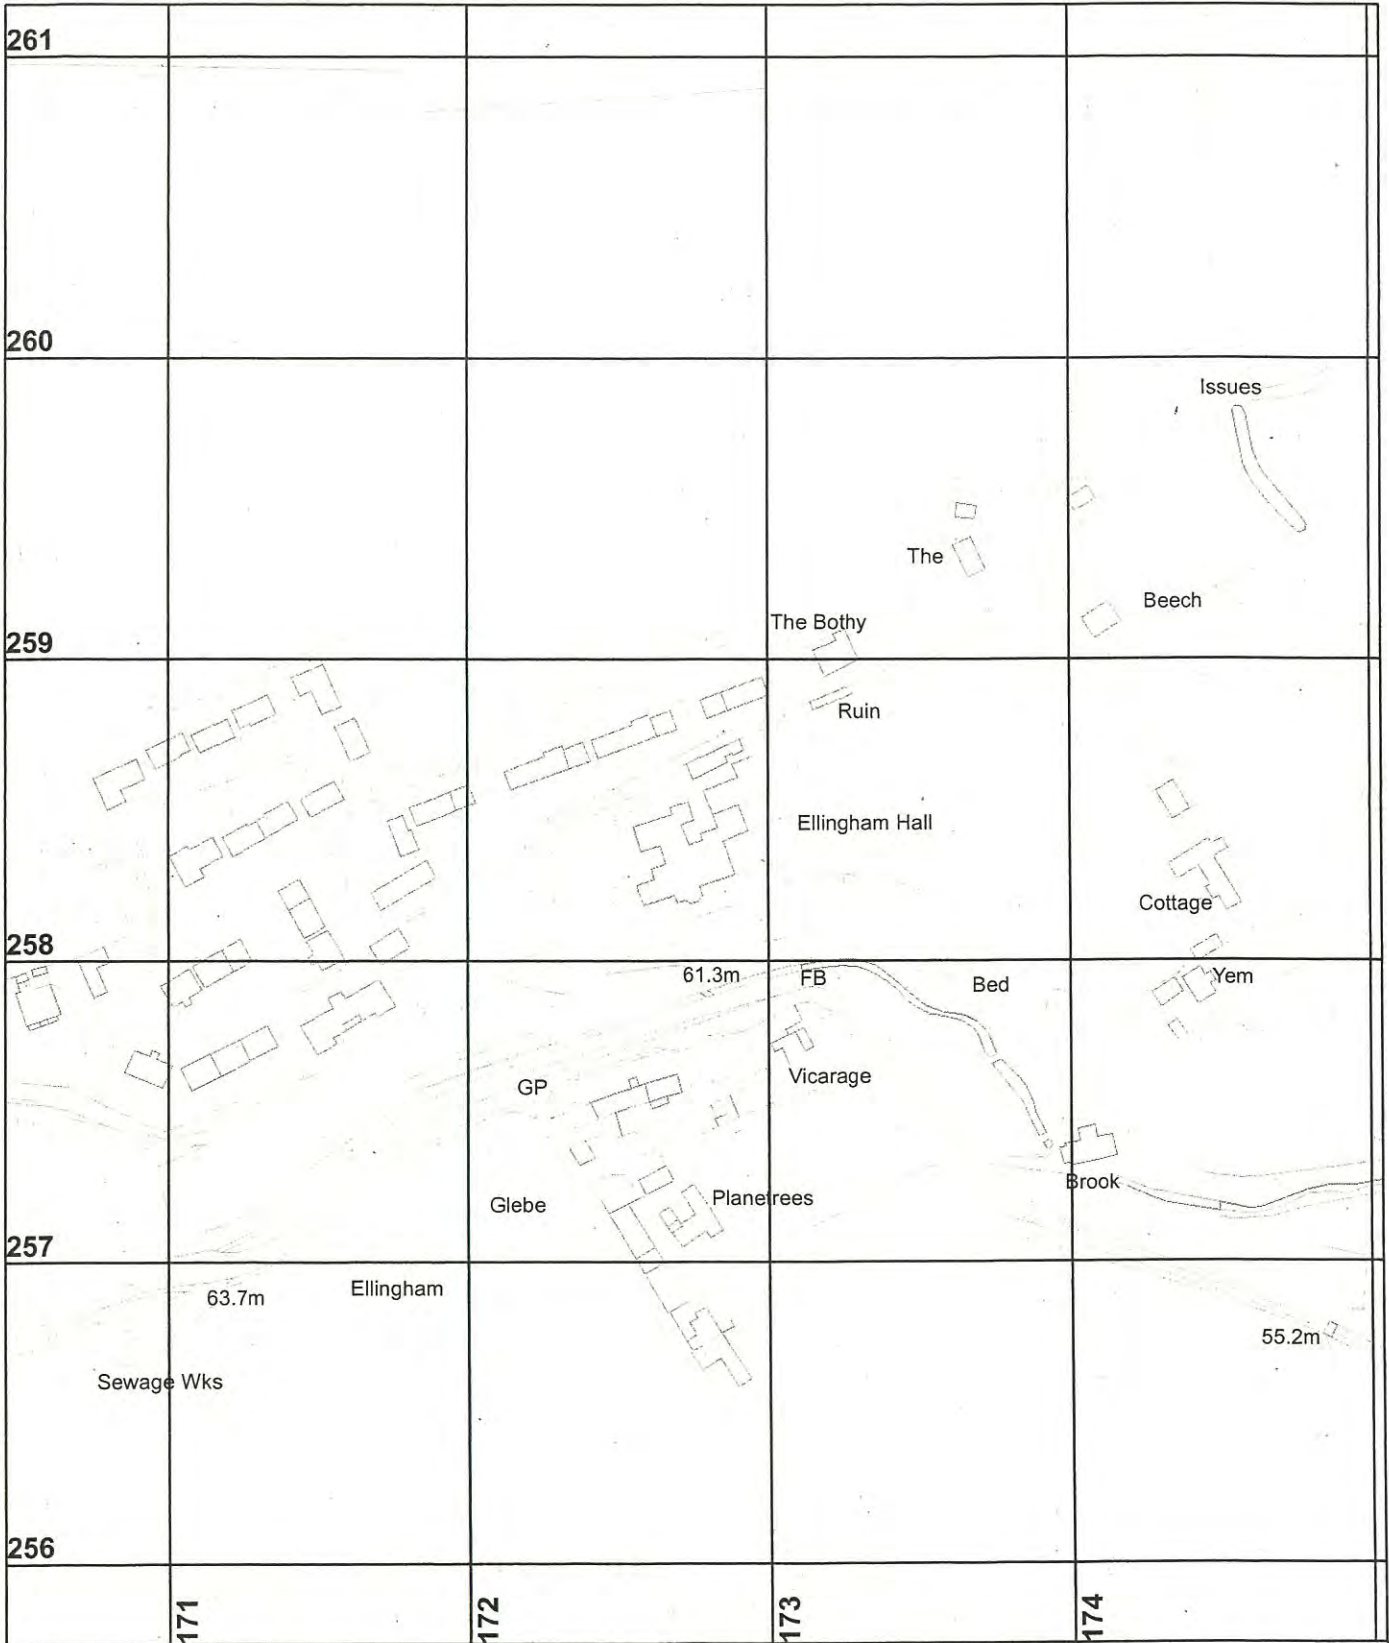 261
260
Issues
The
Beech
The Bothy
259
Ruin
Ellingham Hall
Cottage
258
61.3m
FB
Bed
Yem
Vicarage
GP
Brook
Planetrees
Glebe
257
Ellingham
63.7m
55.2m
Sewage Wks
256
171
172
173
174